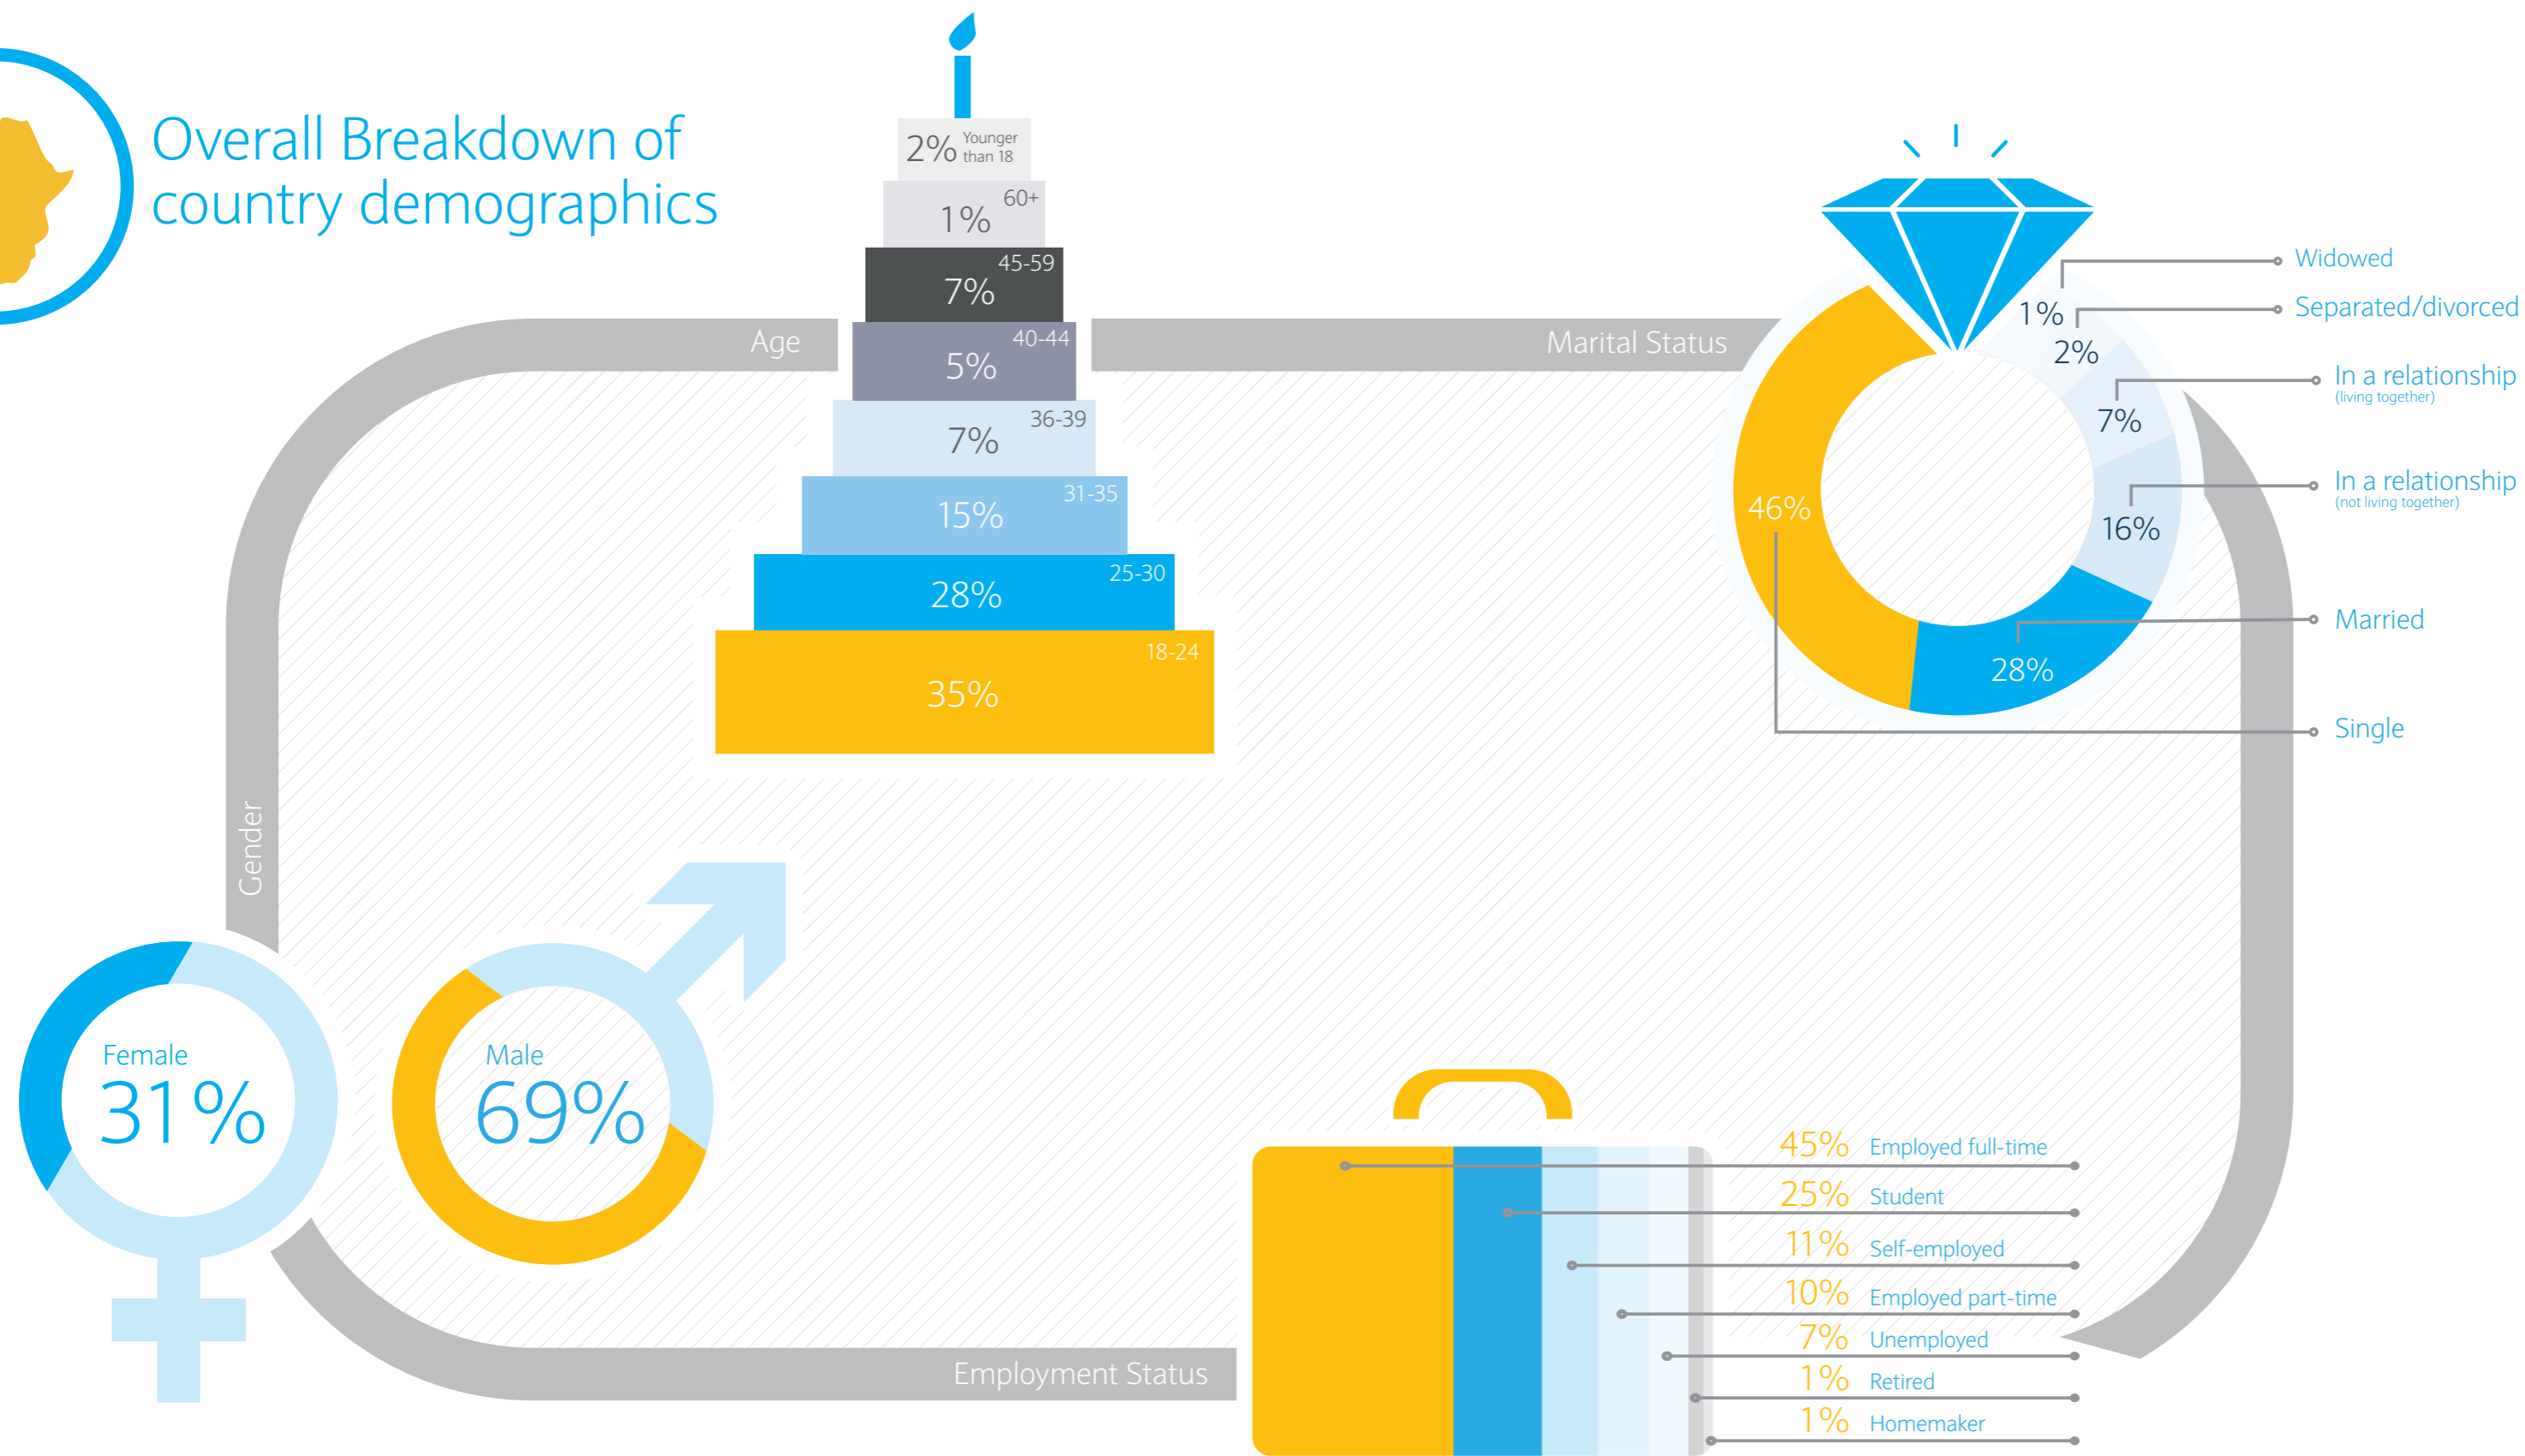 Overall Breakdown of
country demographics
2% Younger
than 18
1% 60+
45-59
7%
40-44
5%
36-39
7%
31-35
15%
25-30
28%
18-24
35%
Age
Marital Status
Widowed
1%
Separated/divorced
2%
In a relationship
(living together)
7%
In a relationship
(not living together)
16%
Married
28%
46%
Single
Gender
Female
31%
Male
69%
Employment Status
45% Employed full-time
25% Student
11% Self-employed
10% Employed part-time
7% Unemployed
1% Retired
1% Homemaker